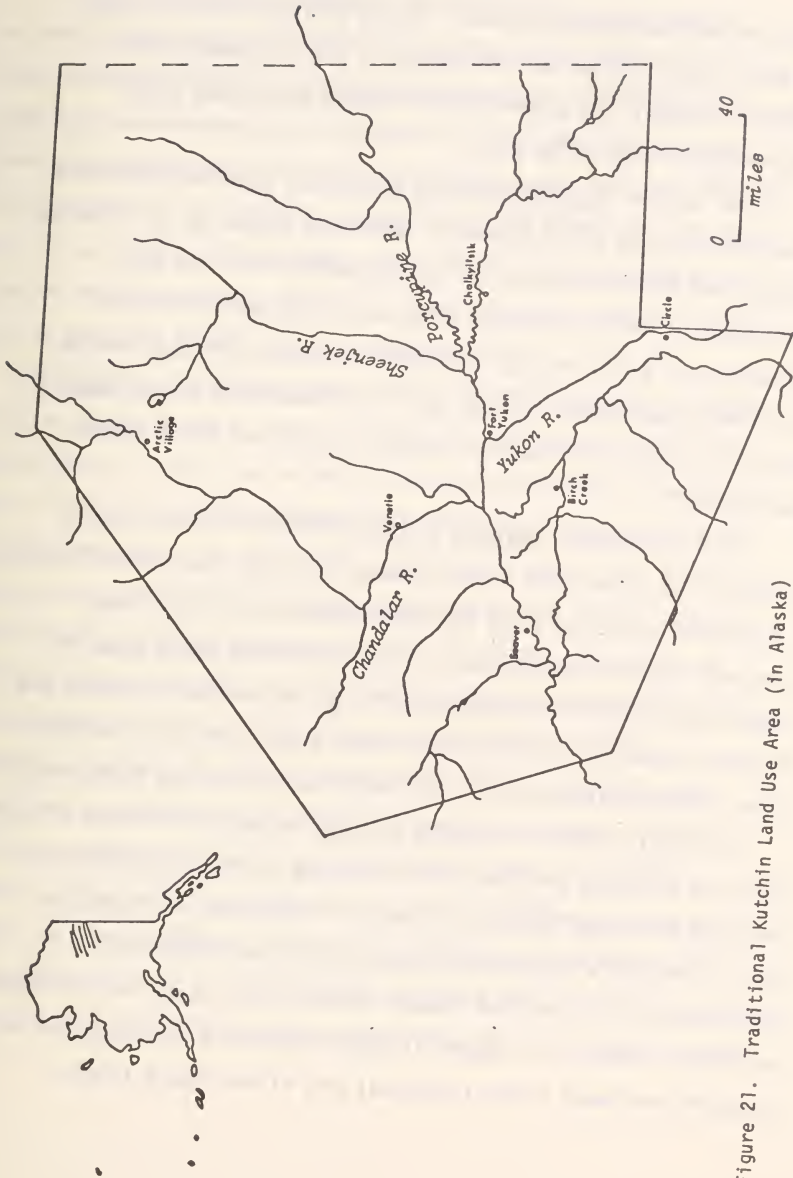 Arctic
Village
Sheenjek R.
Porcupine R.
Venetie
Chandalar R.
Chalkyitsik
Fort
Yukon
Yukon R.
Beaver
Birch
Creek
Circle
0 40
miles
igure 21. Traditional Kutchin Land Use Area (in Alaska)